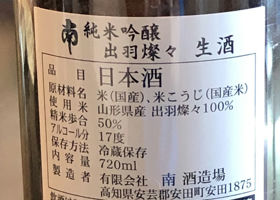 南 純米吟醸
出羽燦々 生酒
品目 日本酒
原材料名 米(国産)、米こうじ(国産米)
使用米 山形県産 出羽燦々100%
精米歩合 50%
アルコール分 17度
保存方法 冷蔵保存
内容量 720ml
製造者 有限会社 南 酒造場
高知県安芸郡安田町安田1875